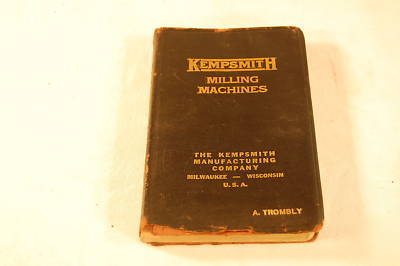 KEMPSMITH
MILLING
MACHINES
THE KEMPSMITH
MANUFACTURING
COMPANY
MILWAUKEE — WISCONSIN
U.S.A.
A. TROMBLY